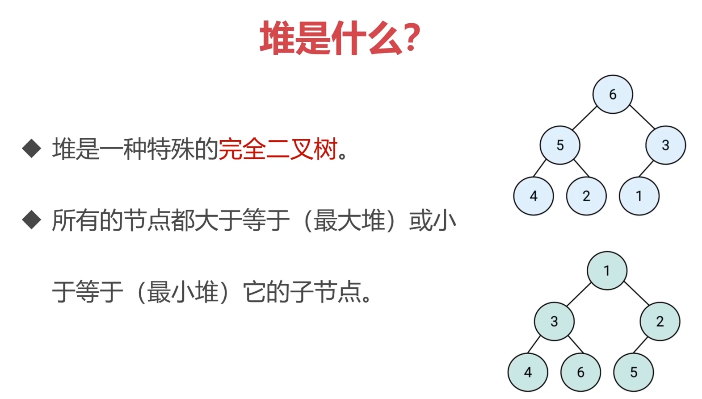 堆是什么？
◆ 堆是一种特殊的完全二叉树。
◆ 所有的节点都大于等于（最大堆）或小
于等于（最小堆）它的子节点。
6
5 3
4 2 1
1
3 2
4 6 5